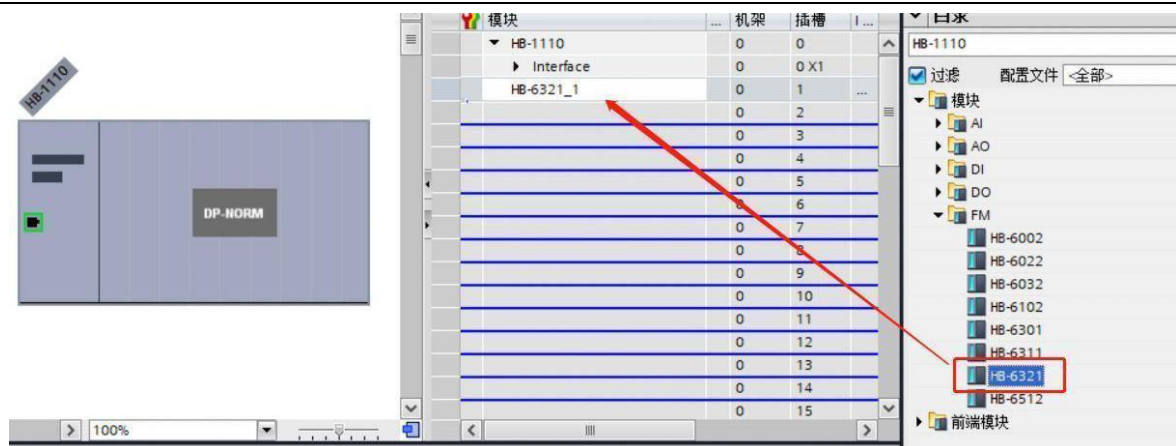 HB-1110
DP-NORM
100%
模块 ... 机架 插槽 I ...
HB-1110 0 0
Interface 0 0 X1
HB-6321_1 0 1 ...
0 2
0 3
0 4
0 5
0 6
0 7
0 8
0 9
0 10
0 11
0 12
0 13
0 14
0 15
目录
HB-1110
过滤 配置文件 <全部>
模块
AI
AO
DI
DO
FM
HB-6002
HB-6022
HB-6032
HB-6102
HB-6301
HB-6311
HB-6321
HB-6512
前端模块